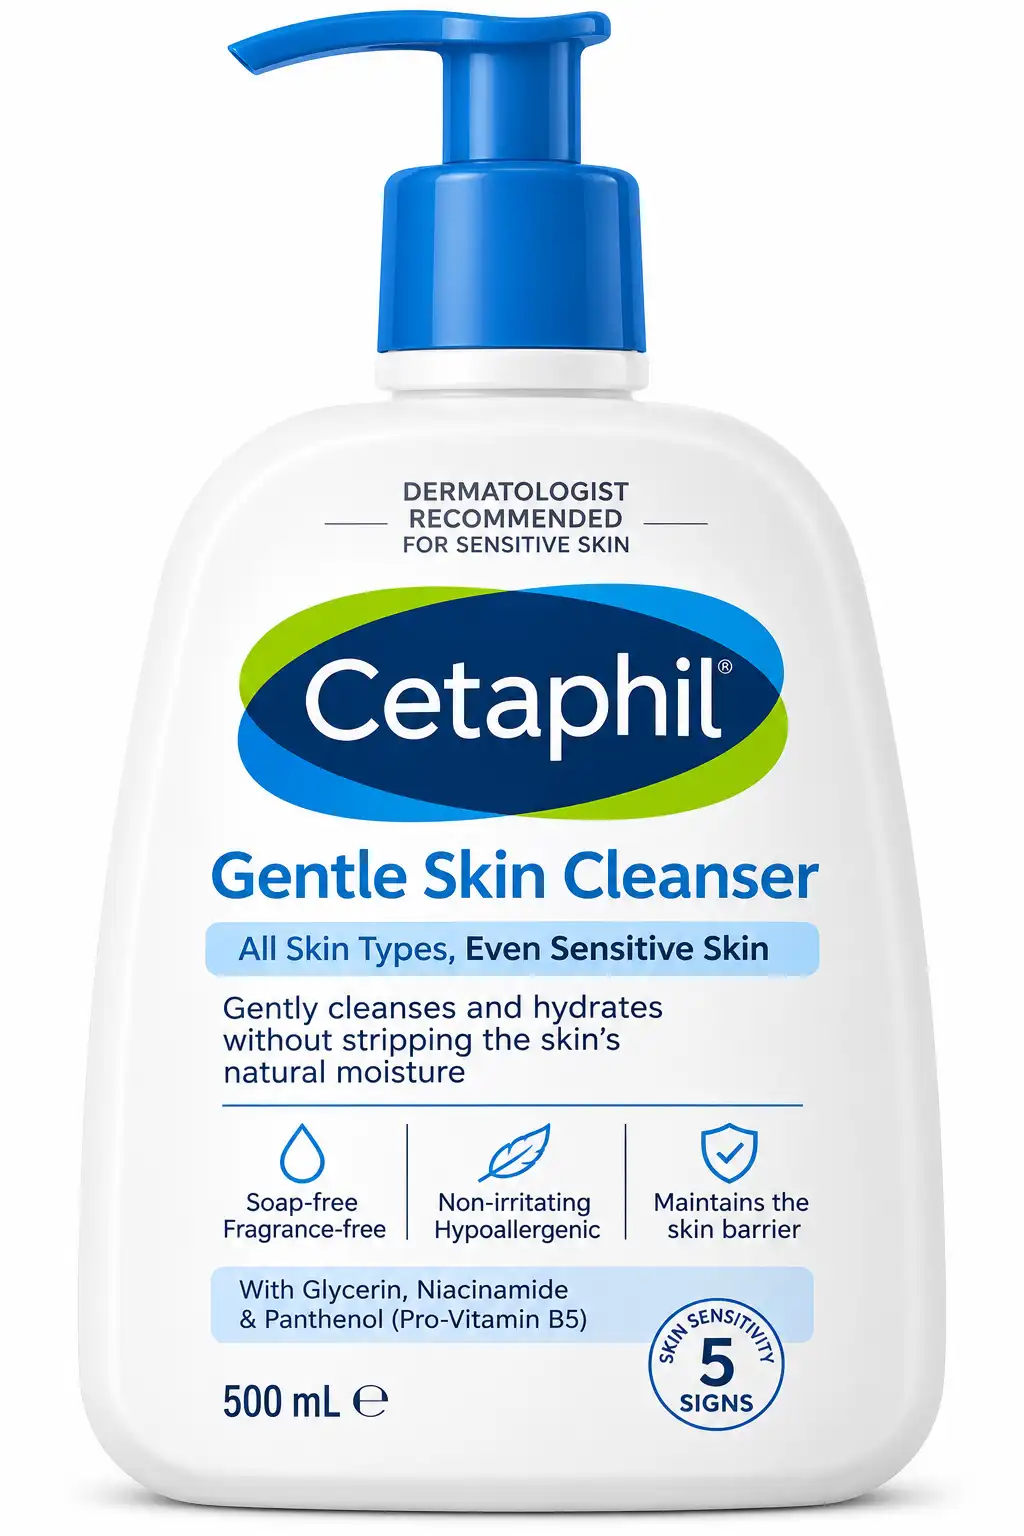 DERMATOLOGIST
RECOMMENDED
FOR SENSITIVE SKIN
Cetaphil®
Gentle Skin Cleanser
All Skin Types, Even Sensitive Skin
Gently cleanses and hydrates
without stripping the skin's
natural moisture
Soap-free
Fragrance-free
Non-irritating
Hypoallergenic
Maintains the
skin barrier
With Glycerin, Niacinamide
& Panthenol (Pro-Vitamin B5)
SKIN SENSITIVITY
5
SIGNS
500 mL ℮